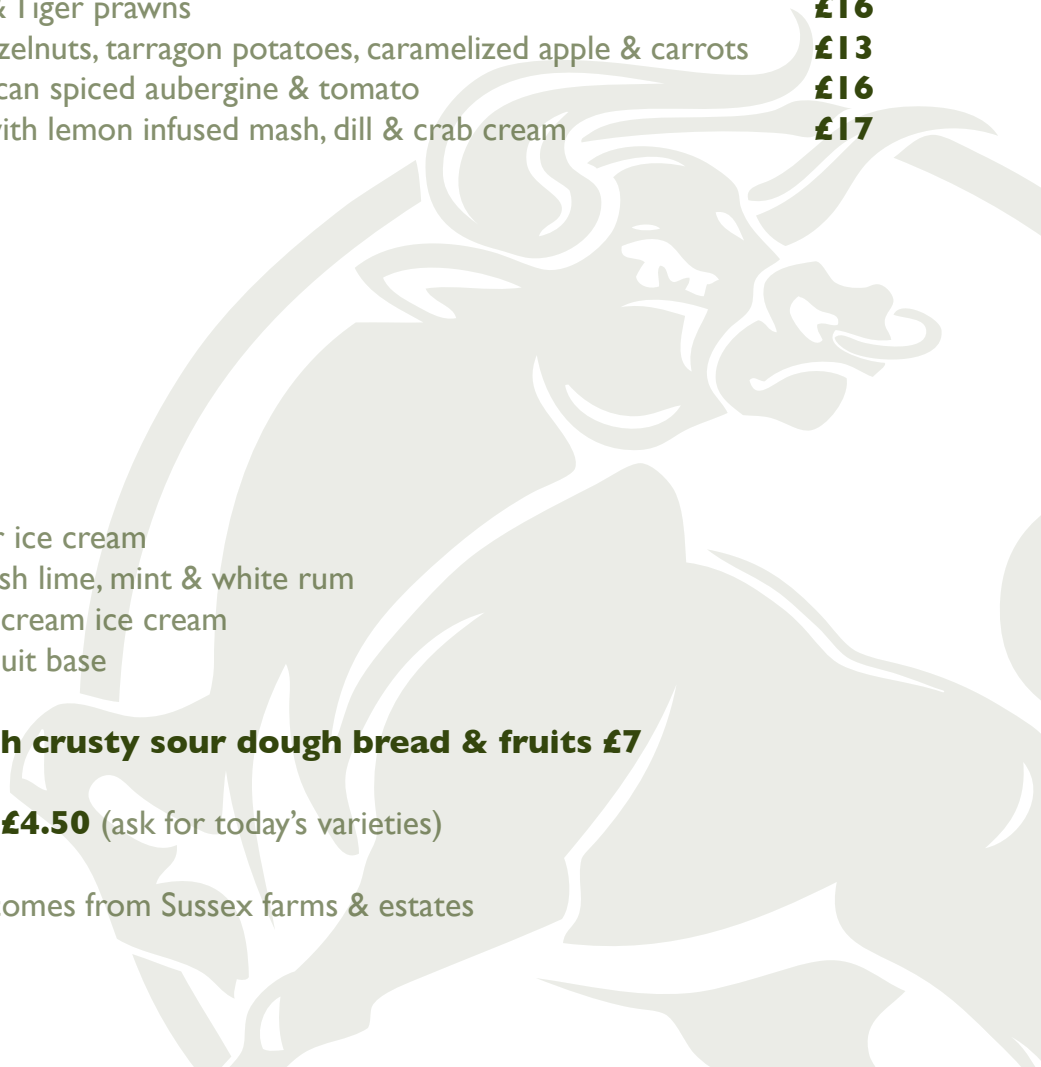 & Tiger prawns £16
zelnuts, tarragon potatoes, caramelized apple & carrots £13
can spiced aubergine & tomato £16
with lemon infused mash, dill & crab cream £17
r ice cream
sh lime, mint & white rum
cream ice cream
uit base
h crusty sour dough bread & fruits £7
£4.50 (ask for today’s varieties)
comes from Sussex farms & estates